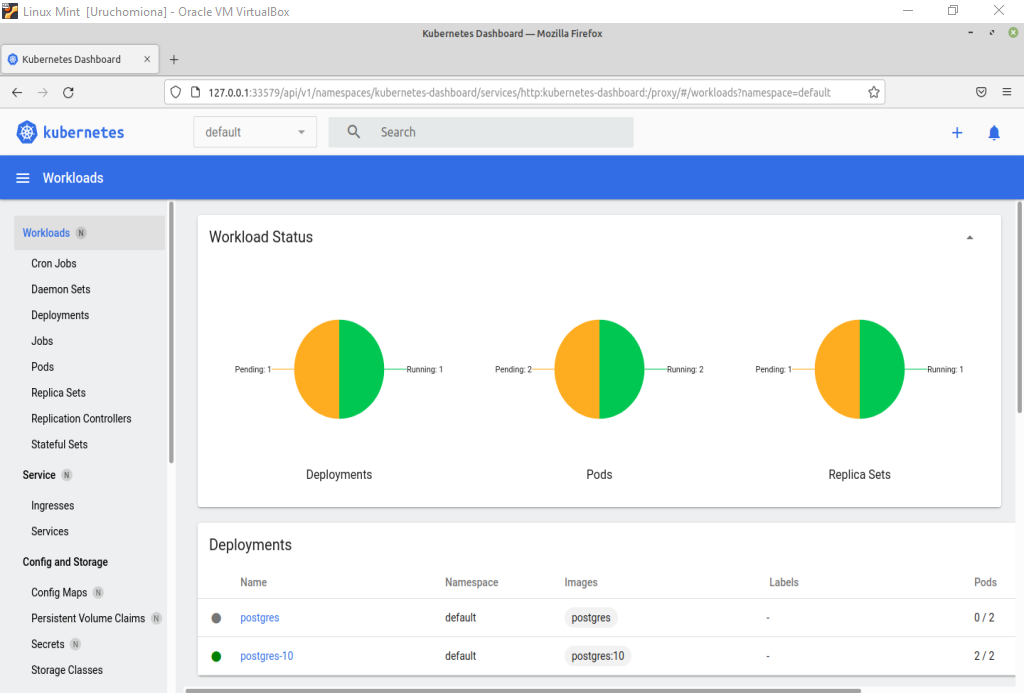 Linux Mint [Uruchomiona] - Oracle VM VirtualBox
Kubernetes Dashboard — Mozilla Firefox
Kubernetes Dashboard
127.0.0.1:33579/api/v1/namespaces/kubernetes-dashboard/services/http:kubernetes-dashboard:/proxy/#/workloads?namespace=default
kubernetes
default
Search
Workloads
Workloads N
Cron Jobs
Daemon Sets
Deployments
Jobs
Pods
Replica Sets
Replication Controllers
Stateful Sets
Service N
Ingresses
Services
Config and Storage
Config Maps N
Persistent Volume Claims N
Secrets N
Storage Classes
Workload Status
Pending: 1
Running: 1
Deployments
Pending: 2
Running: 2
Pods
Pending: 1
Running: 1
Replica Sets
Deployments
Name Namespace Images Labels Pods
postgres default postgres - 0 / 2
postgres-10 default postgres:10 - 2 / 2